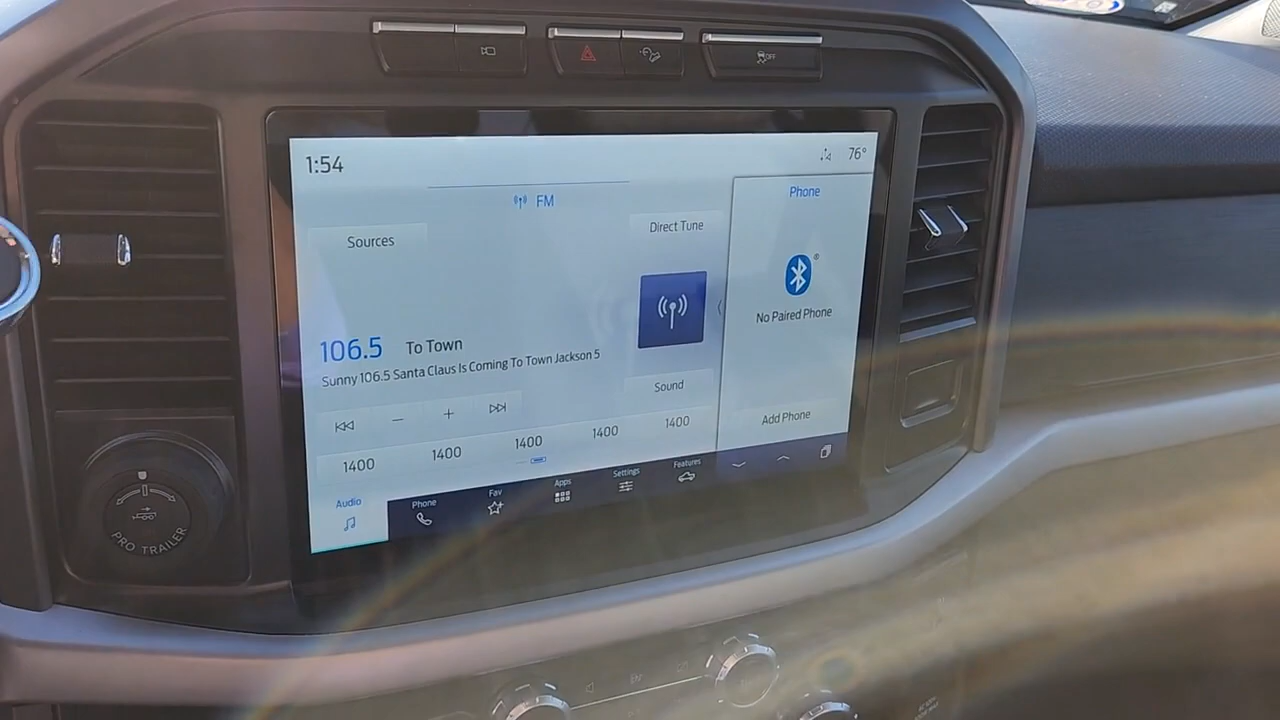 OFF
1:54
76°
FM
Phone
Sources
Direct Tune
No Paired Phone
106.5 To Town
Sunny 106.5 Santa Claus Is Coming To Town Jackson 5
Sound
Add Phone
1400 1400 1400 1400 1400
Audio Phone Fav Apps Settings Features
PRO TRAILER